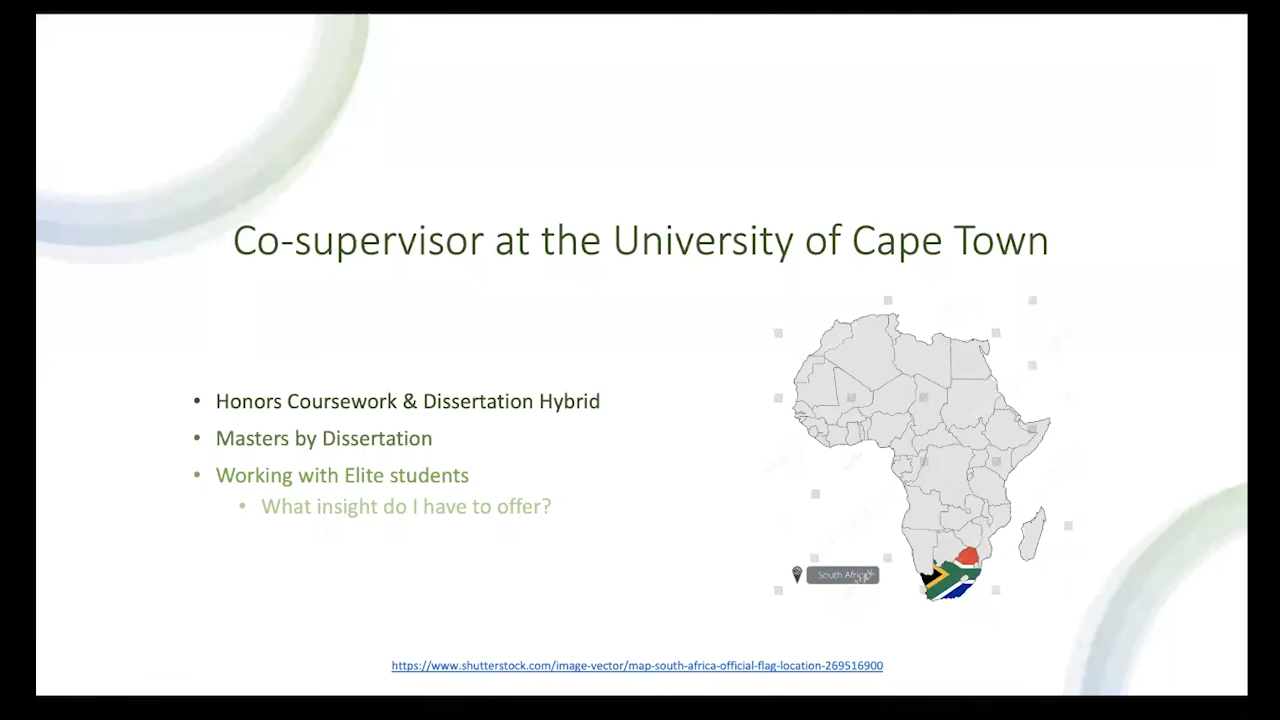 Co-supervisor at the University of Cape Town
• Honors Coursework & Dissertation Hybrid
• Masters by Dissertation
• Working with Elite students
• What insight do I have to offer?
South Africa
https://www.shutterstock.com/image-vector/map-south-africa-official-flag-location-269516900